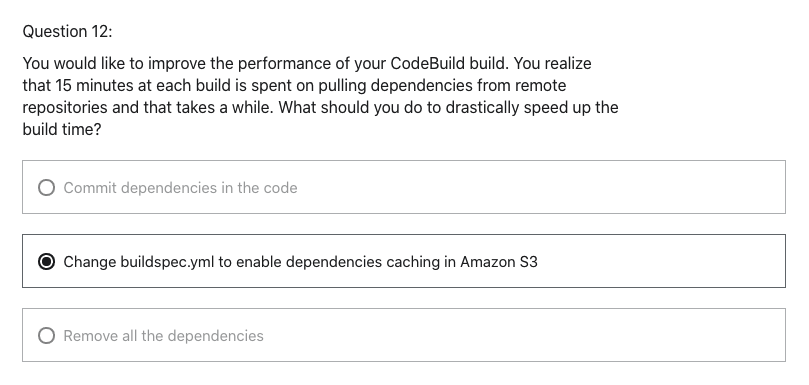 Question 12:
You would like to improve the performance of your CodeBuild build. You realize
that 15 minutes at each build is spent on pulling dependencies from remote
repositories and that takes a while. What should you do to drastically speed up the
build time?
Commit dependencies in the code
Change buildspec.yml to enable dependencies caching in Amazon S3
Remove all the dependencies